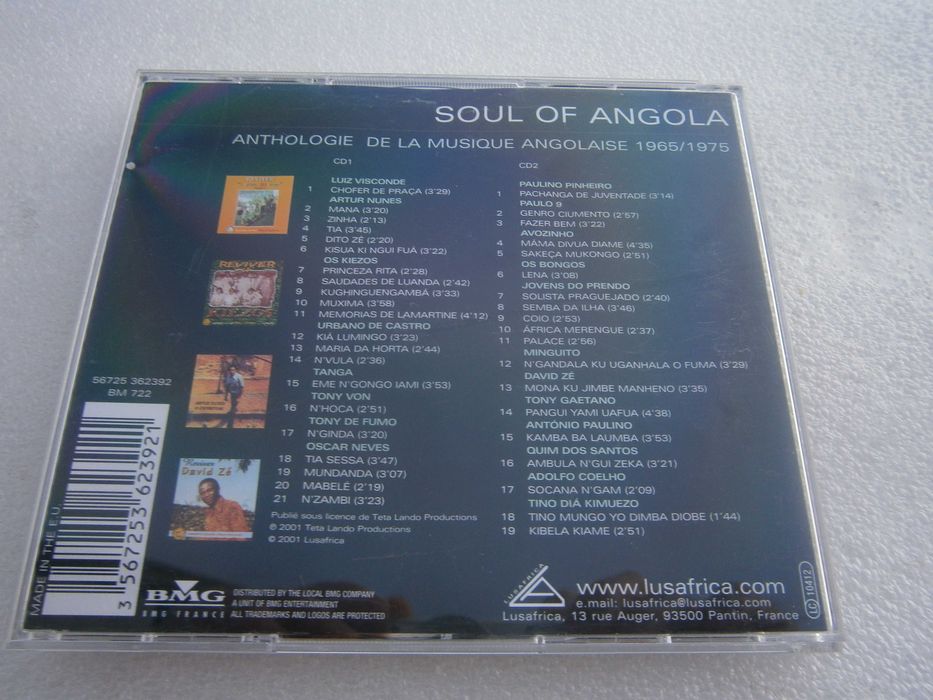 SOUL OF ANGOLA
ANTHOLOGIE DE LA MUSIQUE ANGOLAISE 1965/1975
CD1
LUIZ VISCONDE
1 CHOFER DE PRAÇA (3'29)
ARTUR NUNES
2 MANA (3'20)
3 ZINHA (2'13)
4 TIA (3'45)
5 DITO ZÉ (2'20)
6 KISUA KI NGUI FUÁ (3'22)
OS KIEZOS
7 PRINCEZA RITA (2'28)
8 SAUDADES DE LUANDA (2'42)
9 KUGHINGUENGAMBÁ (3'33)
10 MUXIMA (3'58)
11 MEMORIAS DE LAMARTINE (4'12)
URBANO DE CASTRO
12 KIÁ LUMINGO (3'23)
13 MARIA DA HORTA (2'44)
14 N'VULA (2'36)
TANGA
15 EME N'GONGO IAMI (3'53)
TONY VON
16 N'HOCA (2'51)
TONY DE FUMO
17 N'GINDA (3'20)
OSCAR NEVES
18 TIA SESSA (3'47)
19 MUNDANDA (3'07)
20 MABELÉ (2'19)
21 N'ZAMBI (3'23)
Publié sous licence de Teta Lando Productions
℗ 2001 Teta Lando Productions
© 2001 Lusafrica
CD2
PAULINO PINHEIRO
1 PACHANGA DE JUVENTADE (3'14)
PAULO 9
2 GENRO CIUMENTO (2'57)
3 FAZER BEM (3'22)
AVOZINHO
4 MÁMA DIVUA DIAME (4'35)
5 SAKEÇA MUKONGO (2'51)
OS BONGOS
6 LENA (3'08)
JOVENS DO PRENDO
7 SOLISTA PRAGUEJADO (2'40)
8 SEMBA DA ILHA (3'46)
9 COIO (2'53)
10 ÁFRICA MERENGUE (2'37)
11 PALACE (2'56)
MINGUITO
12 N'GANDALA KU UGANHALA O FUMA (3'29)
DAVID ZÉ
13 MONA KU JIMBE MANHENO (3'35)
TONY GAETANO
14 PANGUI YAMI UAFUA (4'38)
ANTÓNIO PAULINO
15 KAMBA BA LAUMBA (3'53)
QUIM DOS SANTOS
16 AMBULA N'GUI ZEKA (3'21)
ADOLFO COELHO
17 SOCANA N'GAM (2'09)
TINO DIÁ KIMUEZO
18 TINO MUNGO YO DIMBA DIOBE (1'44)
19 KIBELA KIAME (2'51)
REVIVER
KIEZOS
Reviver
David Zé
56725 362392
BM 722
3 567253 623921
MADE IN THE E.U.
BMG
BMG FRANCE
DISTRIBUTED BY THE LOCAL BMG COMPANY
A UNIT OF BMG ENTERTAINMENT
ALL TRADEMARKS AND LOGOS ARE PROTECTED
LUSAFRICA
www.lusafrica.com
e.mail: lusafrica@lusafrica.com
Lusafrica, 13 rue Auger, 93500 Pantin, France
LC 10412